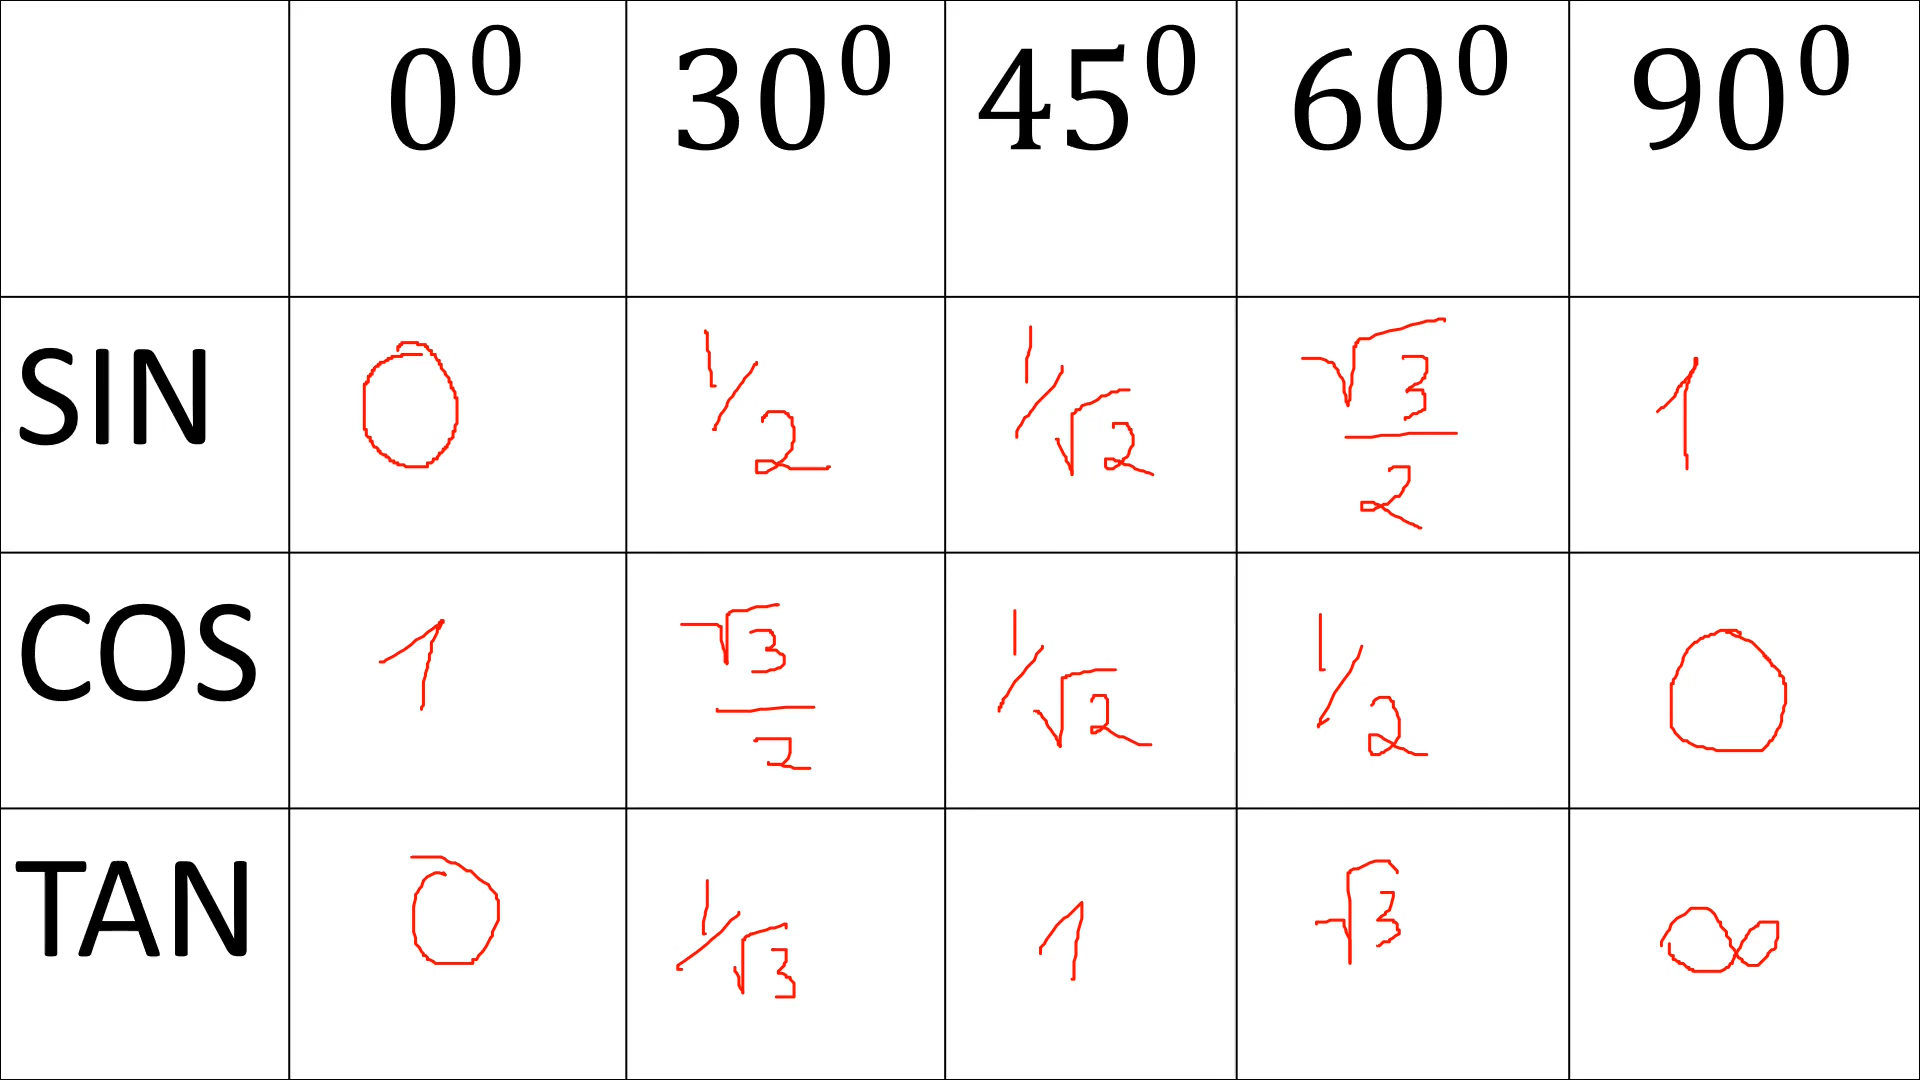 0⁰ 30⁰ 45⁰ 60⁰ 90⁰
SIN 0 1/2 1/√2 √3/2 1
COS 1 √3/2 1/√2 1/2 0
TAN 0 1/√3 1 √3 ∞